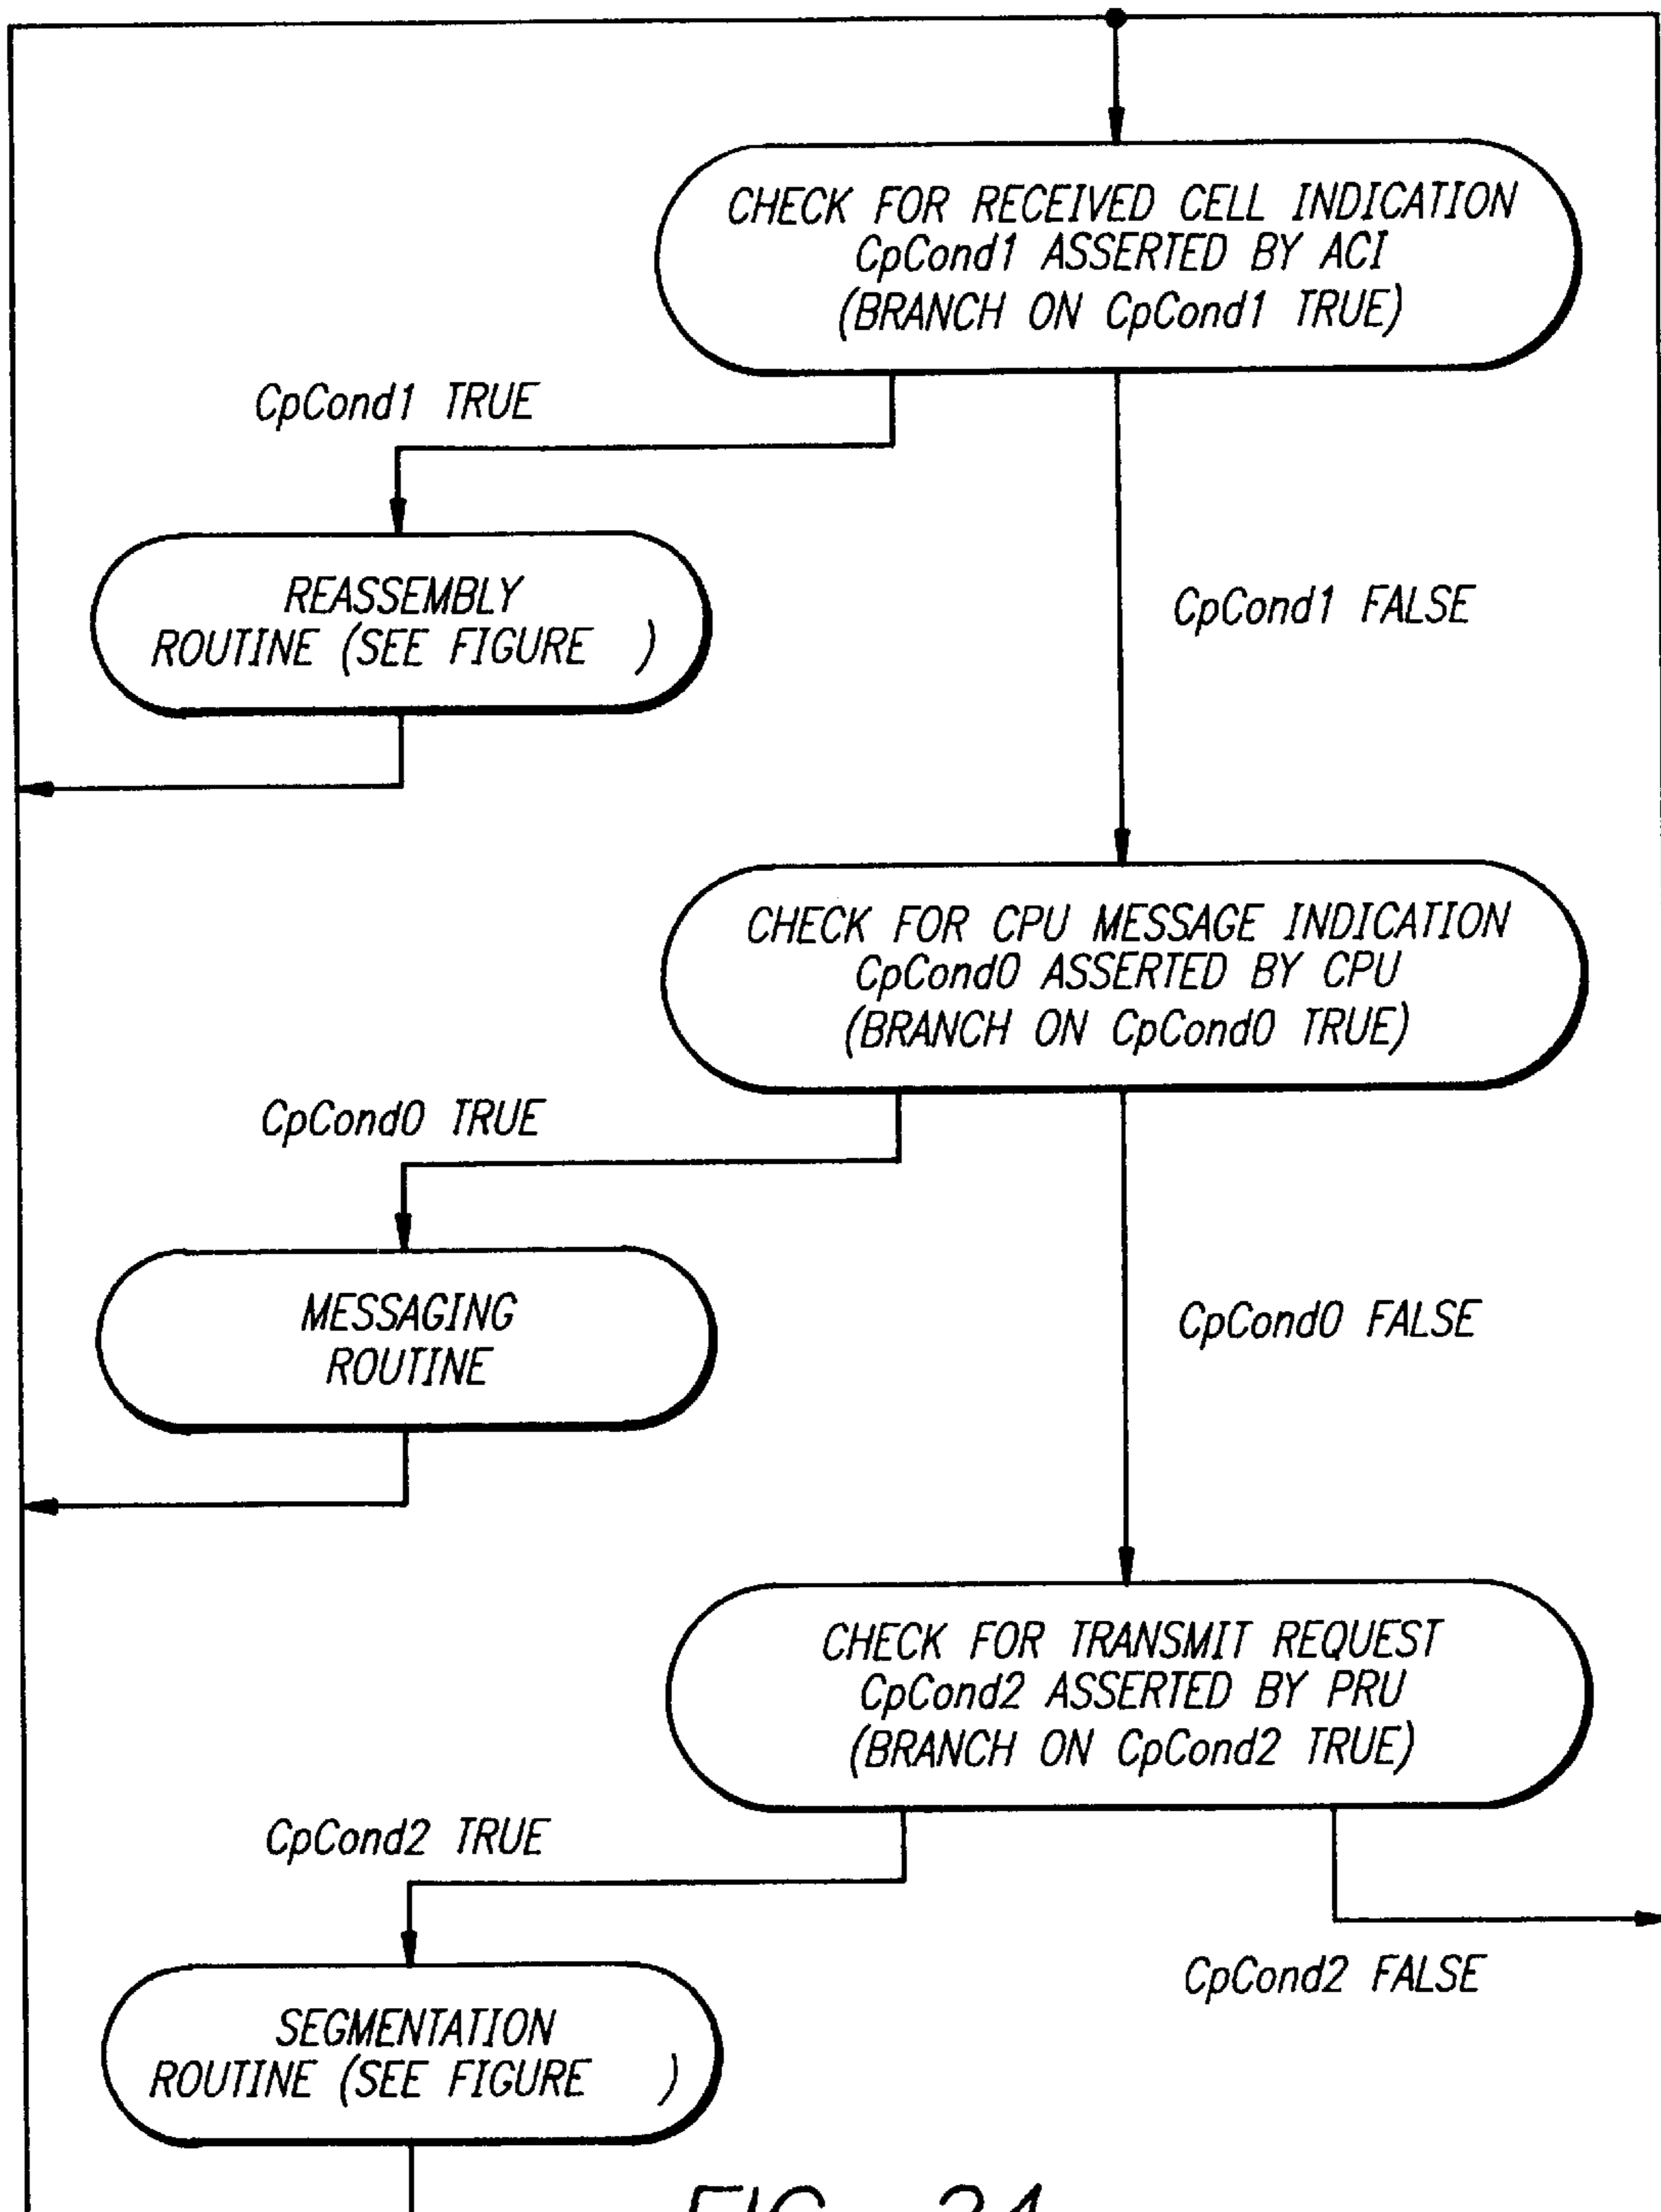 CHECK FOR RECEIVED CELL INDICATION
CpCond1 ASSERTED BY ACI
(BRANCH ON CpCond1 TRUE)
CpCond1 TRUE
REASSEMBLY
ROUTINE (SEE FIGURE )
CpCond1 FALSE
CHECK FOR CPU MESSAGE INDICATION
CpCond0 ASSERTED BY CPU
(BRANCH ON CpCond0 TRUE)
CpCond0 TRUE
MESSAGING
ROUTINE
CpCond0 FALSE
CHECK FOR TRANSMIT REQUEST
CpCond2 ASSERTED BY PRU
(BRANCH ON CpCond2 TRUE)
CpCond2 TRUE
CpCond2 FALSE
SEGMENTATION
ROUTINE (SEE FIGURE )
FIG.